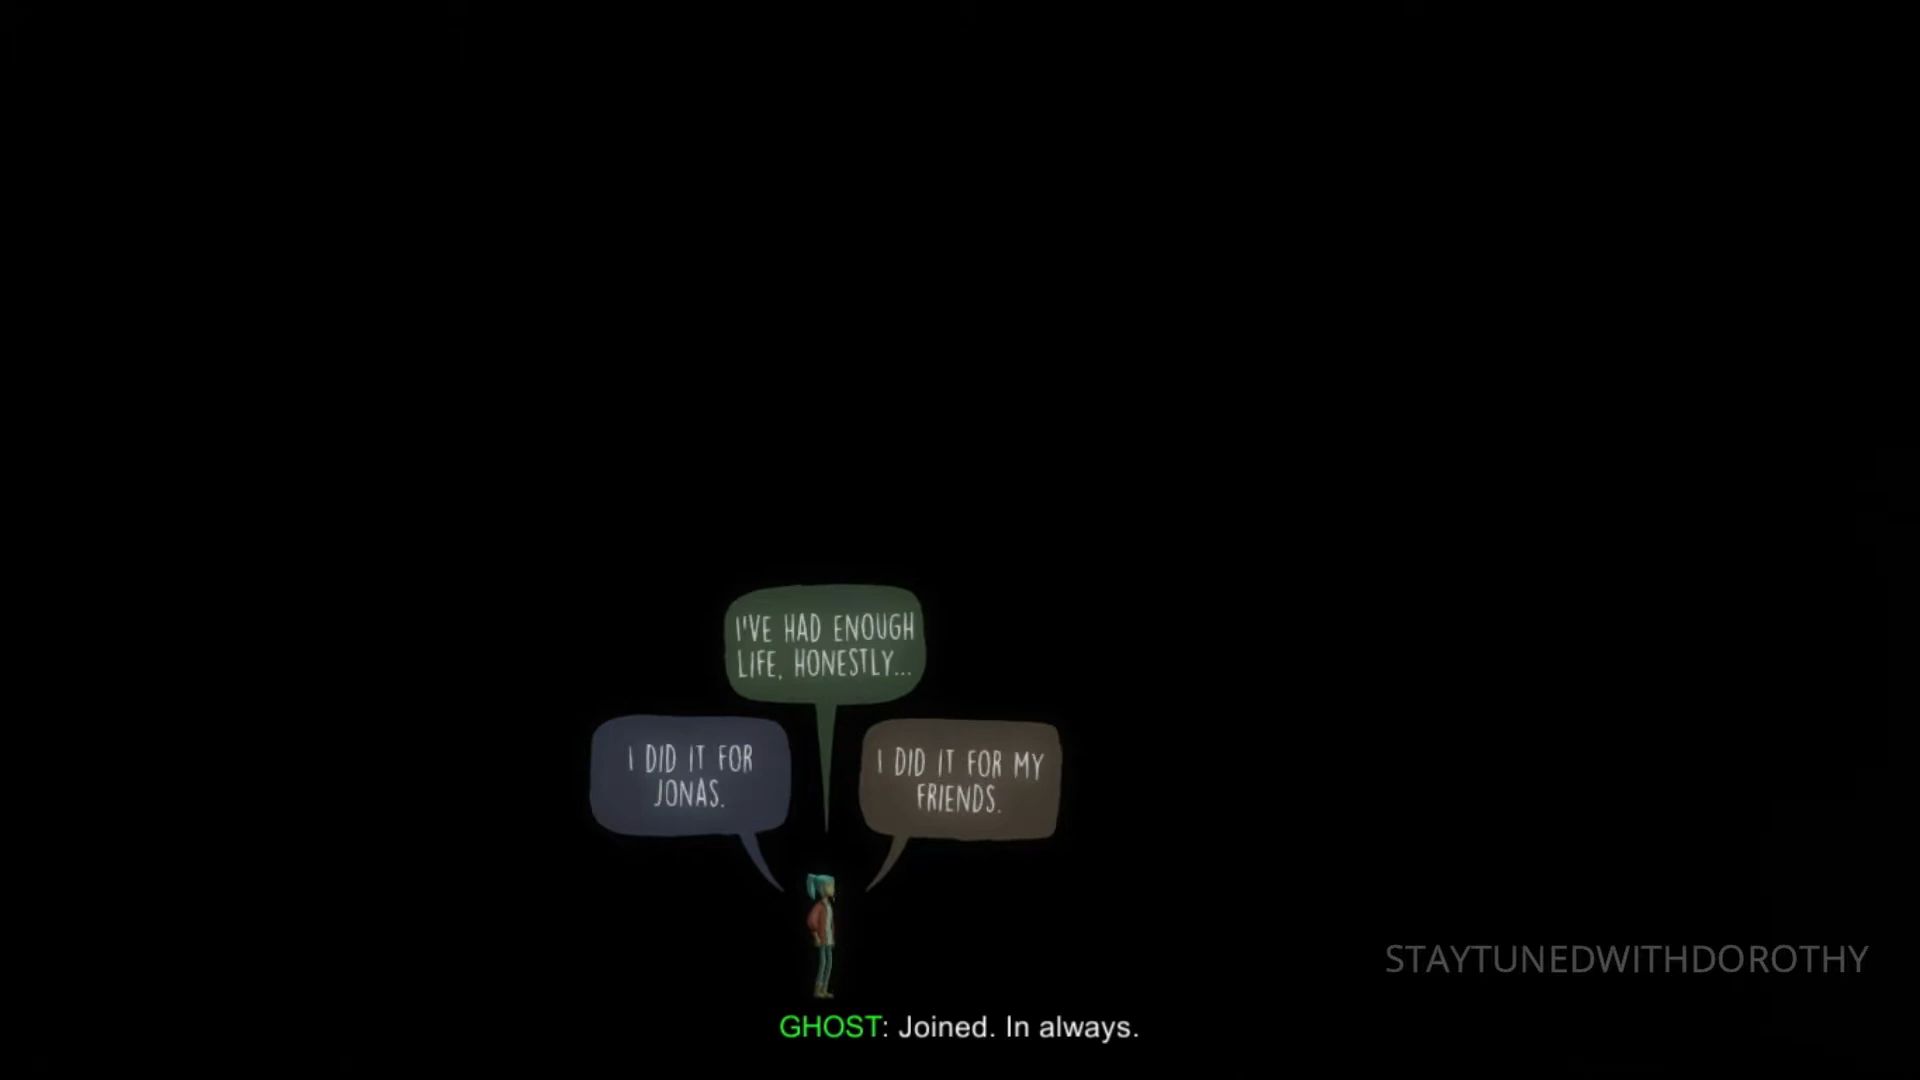 I'VE HAD ENOUGH
LIFE, HONESTLY...
I DID IT FOR
JONAS.
I DID IT FOR MY
FRIENDS.
STAYTUNEDWITHDOROTHY
GHOST: Joined. In always.